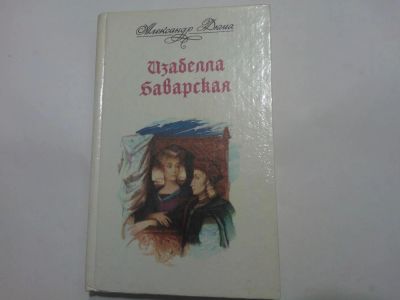 Александр Дюма
Изабелла
Баварская